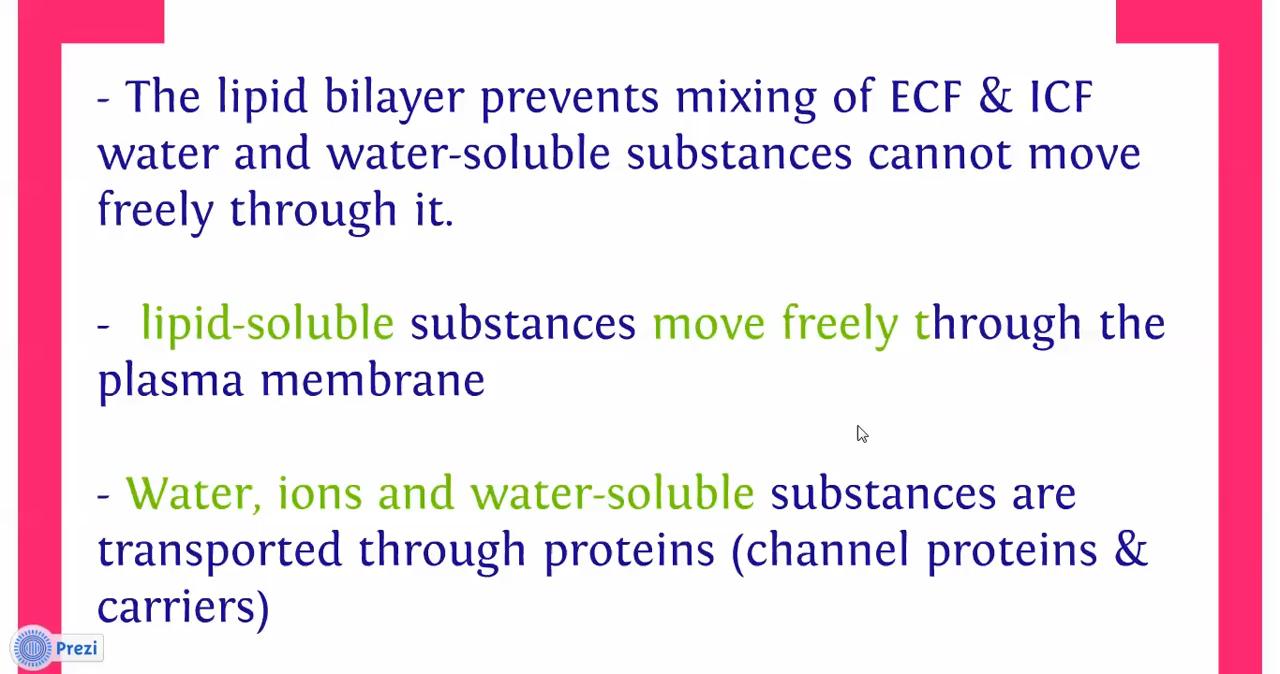 - The lipid bilayer prevents mixing of ECF & ICF
water and water-soluble substances cannot move
freely through it.
- lipid-soluble substances move freely through the
plasma membrane
- Water, ions and water-soluble substances are
transported through proteins (channel proteins &
carriers)
Prezi